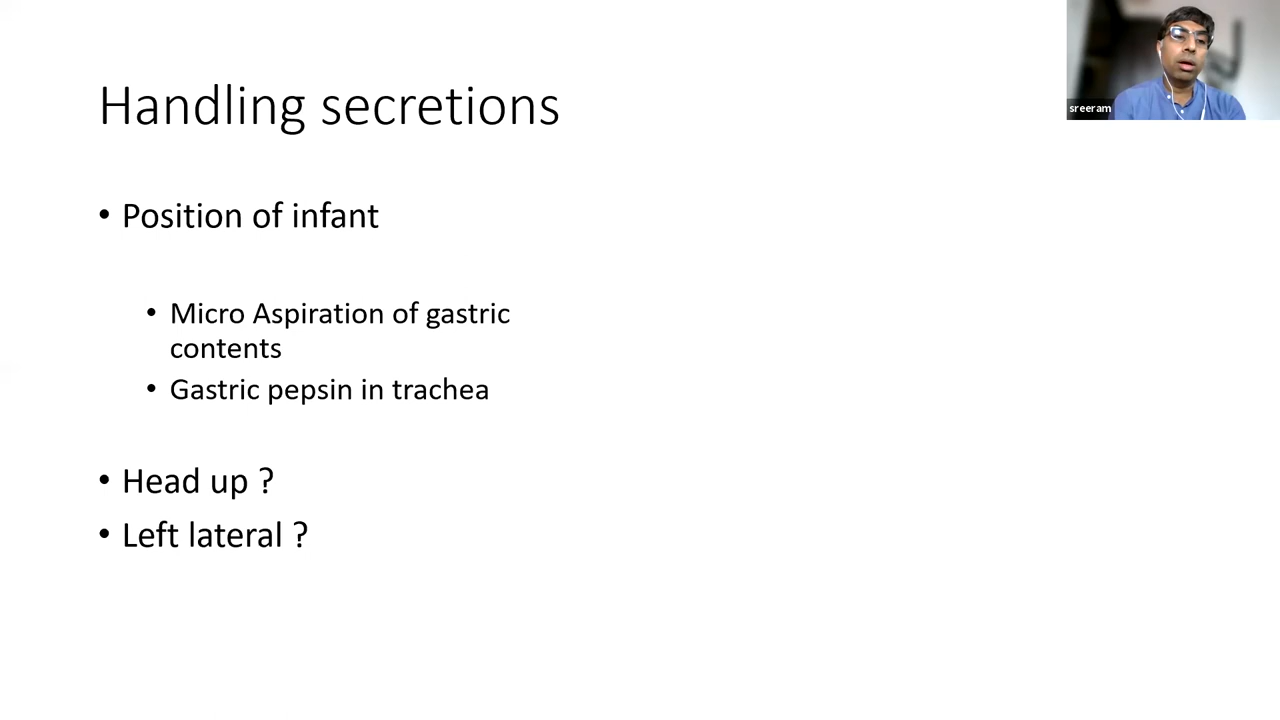 Handling secretions
sreeram
• Position of infant
• Micro Aspiration of gastric
contents
• Gastric pepsin in trachea
• Head up ?
• Left lateral ?